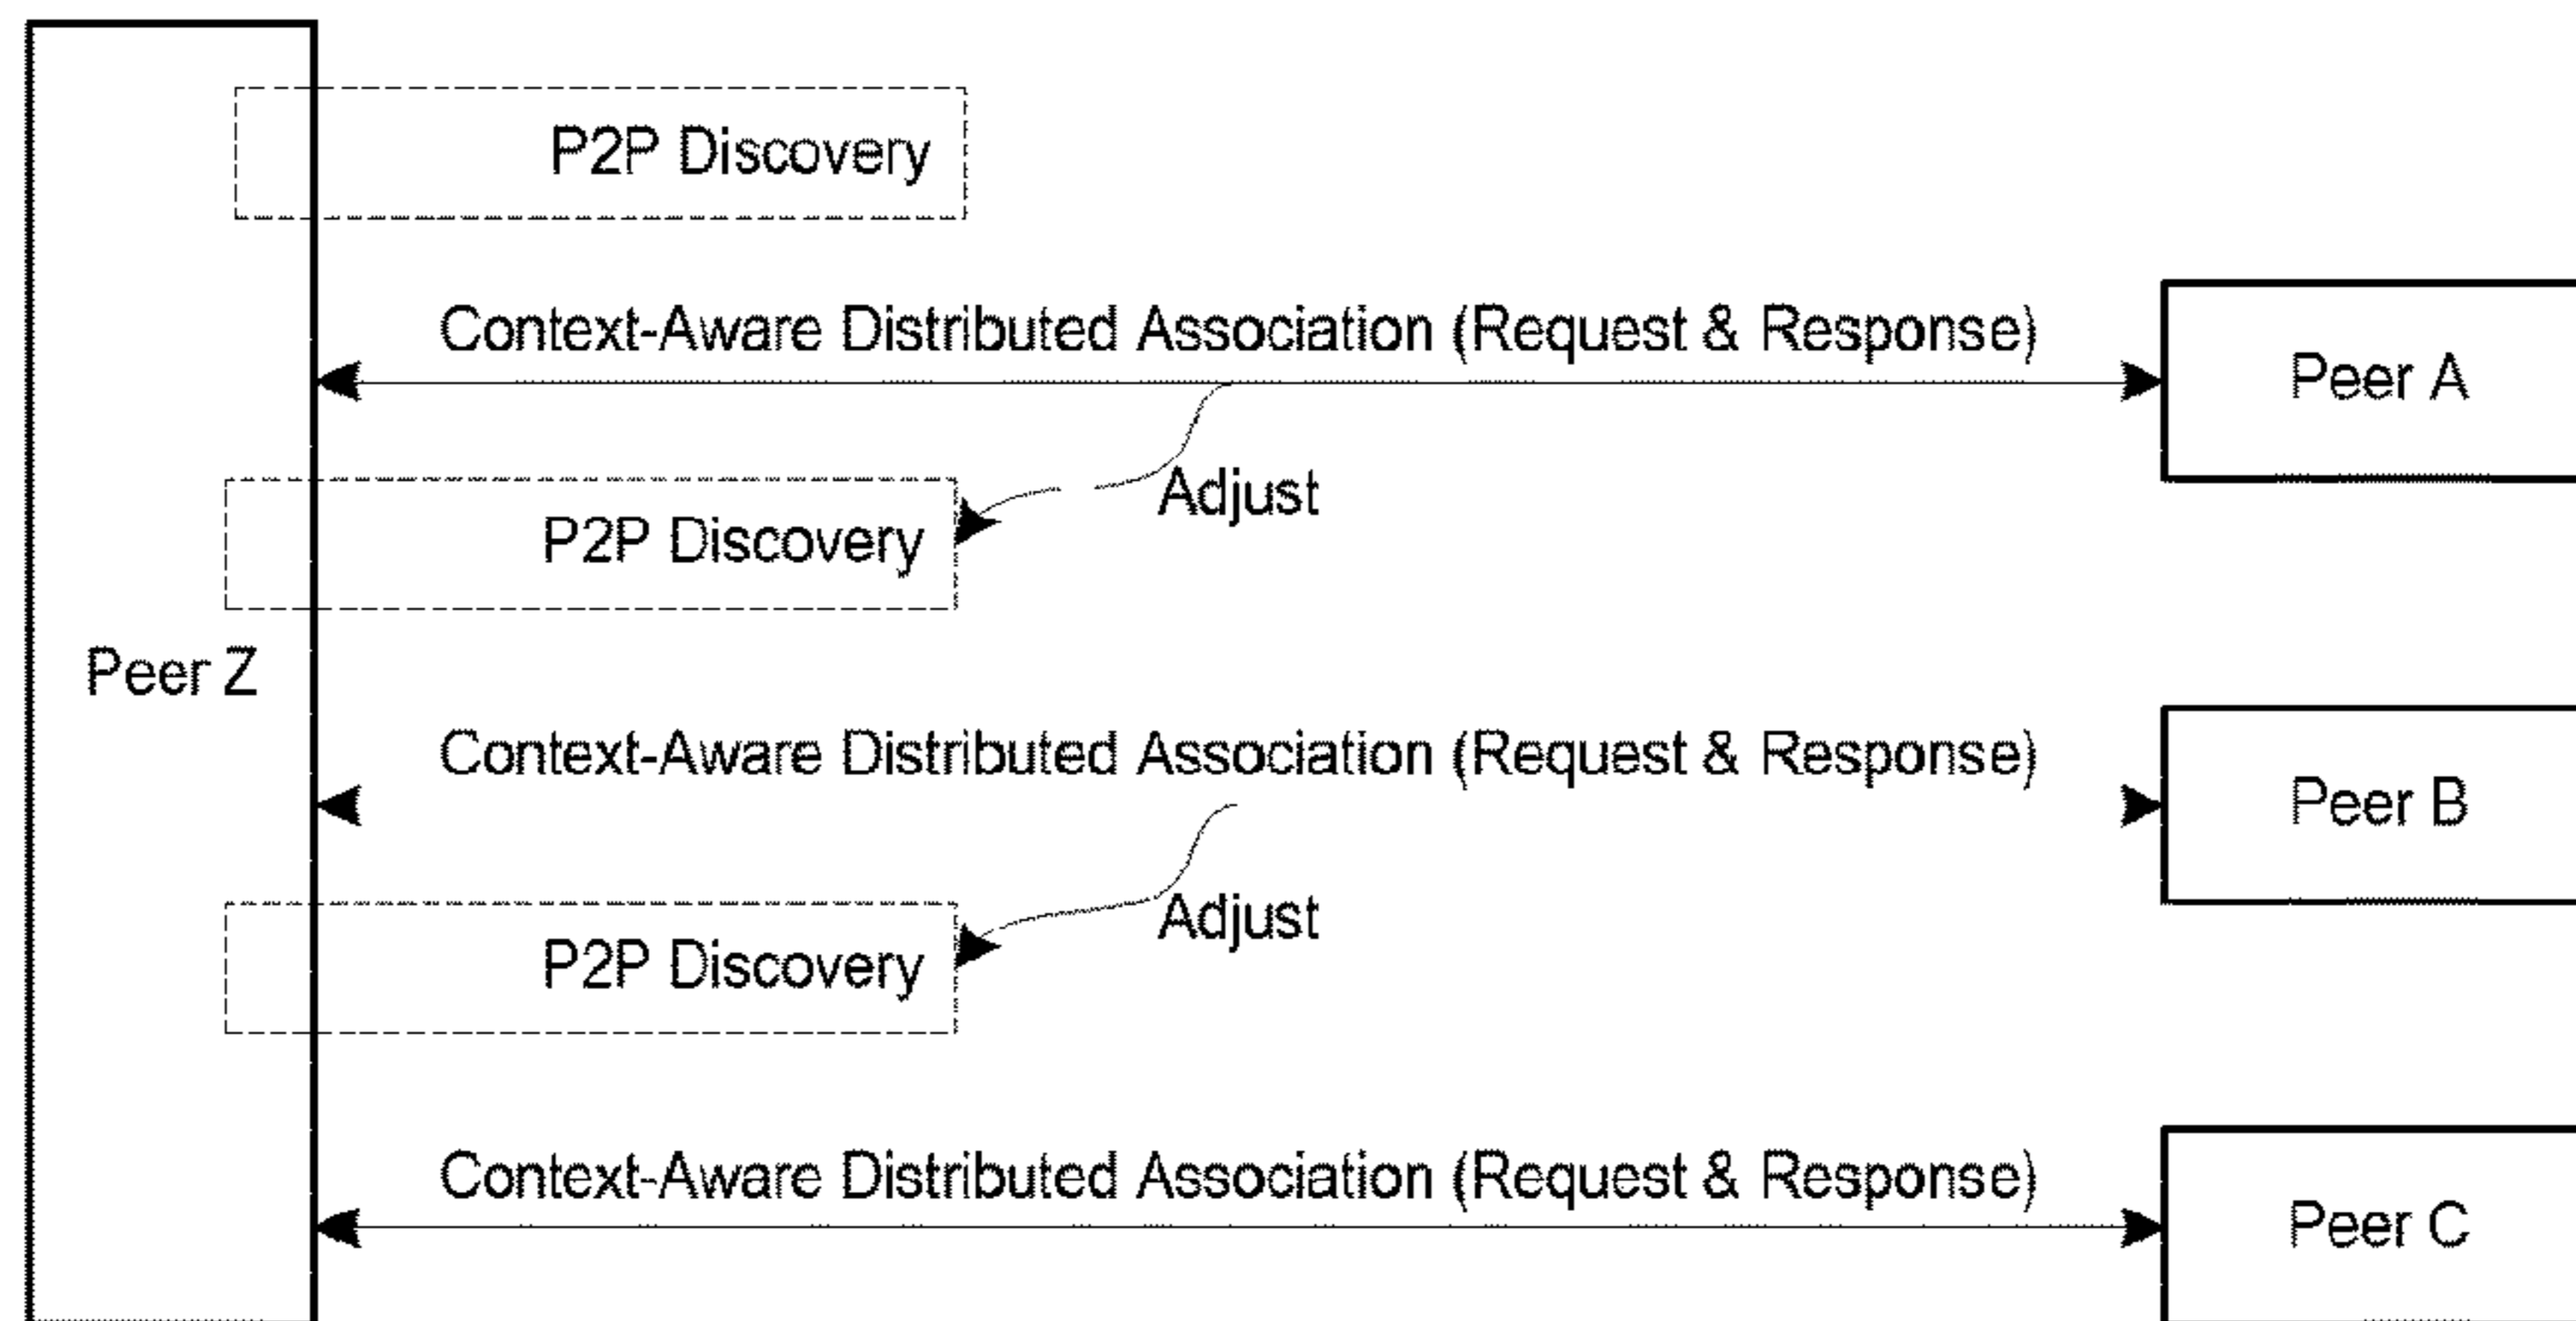 P2P Discovery
Context-Aware Distributed Association (Request & Response)
Peer A
Adjust
P2P Discovery
Peer Z
Context-Aware Distributed Association (Request & Response)
Peer B
Adjust
P2P Discovery
Context-Aware Distributed Association (Request & Response)
Peer C